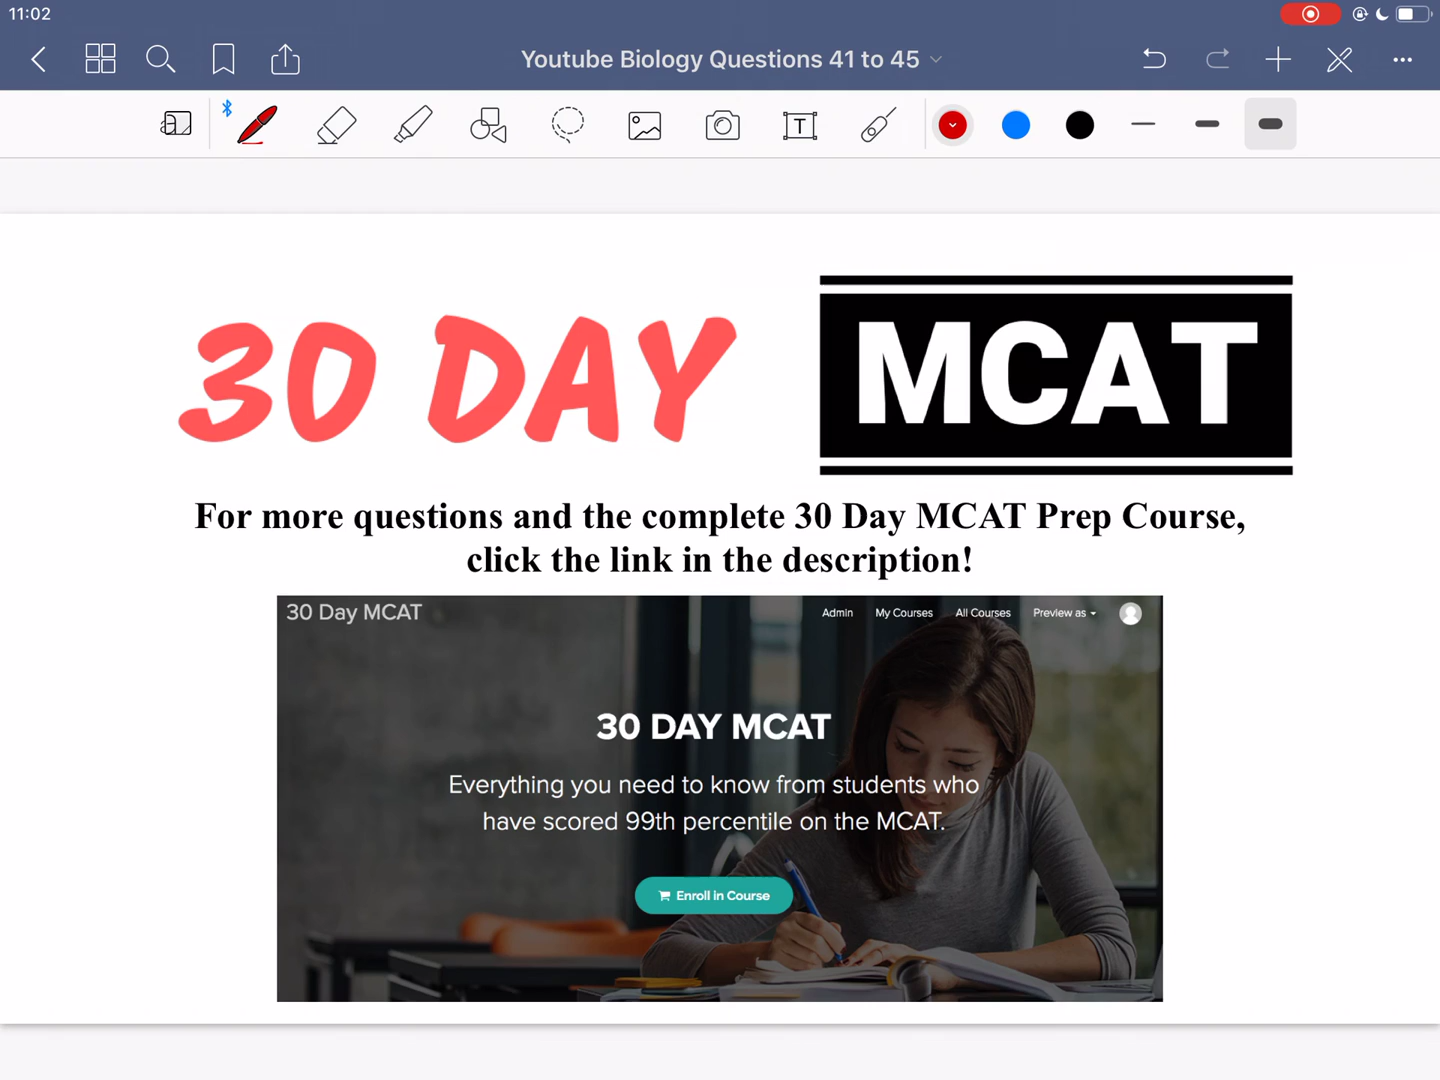 11:02
Youtube Biology Questions 41 to 45
T
30 DAY MCAT
For more questions and the complete 30 Day MCAT Prep Course,
click the link in the description!
30 Day MCAT Admin My Courses All Courses Preview as
30 DAY MCAT
Everything you need to know from students who
have scored 99th percentile on the MCAT.
Enroll in Course